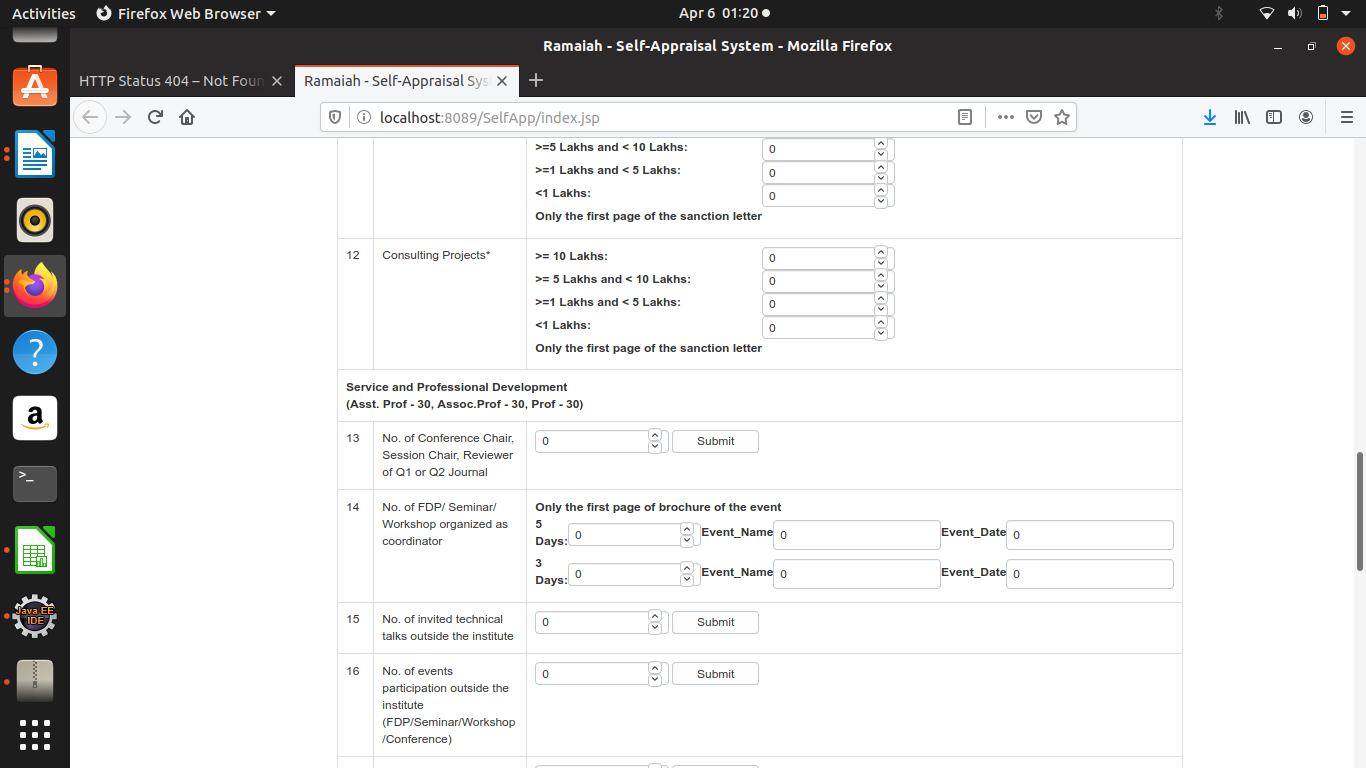 Activities Firefox Web Browser Apr 6 01:20
Ramaiah - Self-Appraisal System - Mozilla Firefox
HTTP Status 404 – Not Foun Ramaiah - Self-Appraisal Sys
localhost:8089/SelfApp/index.jsp
>=5 Lakhs and < 10 Lakhs: 0
>=1 Lakhs and < 5 Lakhs: 0
<1 Lakhs: 0
Only the first page of the sanction letter
12 Consulting Projects* >= 10 Lakhs: 0
>= 5 Lakhs and < 10 Lakhs: 0
>=1 Lakhs and < 5 Lakhs: 0
<1 Lakhs: 0
Only the first page of the sanction letter
Service and Professional Development
(Asst. Prof - 30, Assoc.Prof - 30, Prof - 30)
13 No. of Conference Chair, 0 Submit
Session Chair, Reviewer
of Q1 or Q2 Journal
14 No. of FDP/ Seminar/ Only the first page of brochure of the event
Workshop organized as
coordinator
5
Days: 0 Event_Name 0 Event_Date 0
3
Days: 0 Event_Name 0 Event_Date 0
15 No. of invited technical 0 Submit
talks outside the institute
16 No. of events 0 Submit
participation outside the
institute
(FDP/Seminar/Workshop
/Conference)
a
>_
Java EE
IDE